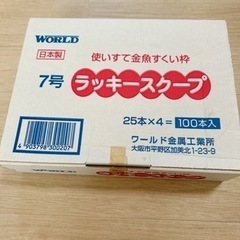 WORLD
日本製
使いすて金魚すくい枠
7号
ラッキースクープ
25本×4=100本入
4903798300207
ワールド金属工業所
大阪市平野区加美北1-23-9